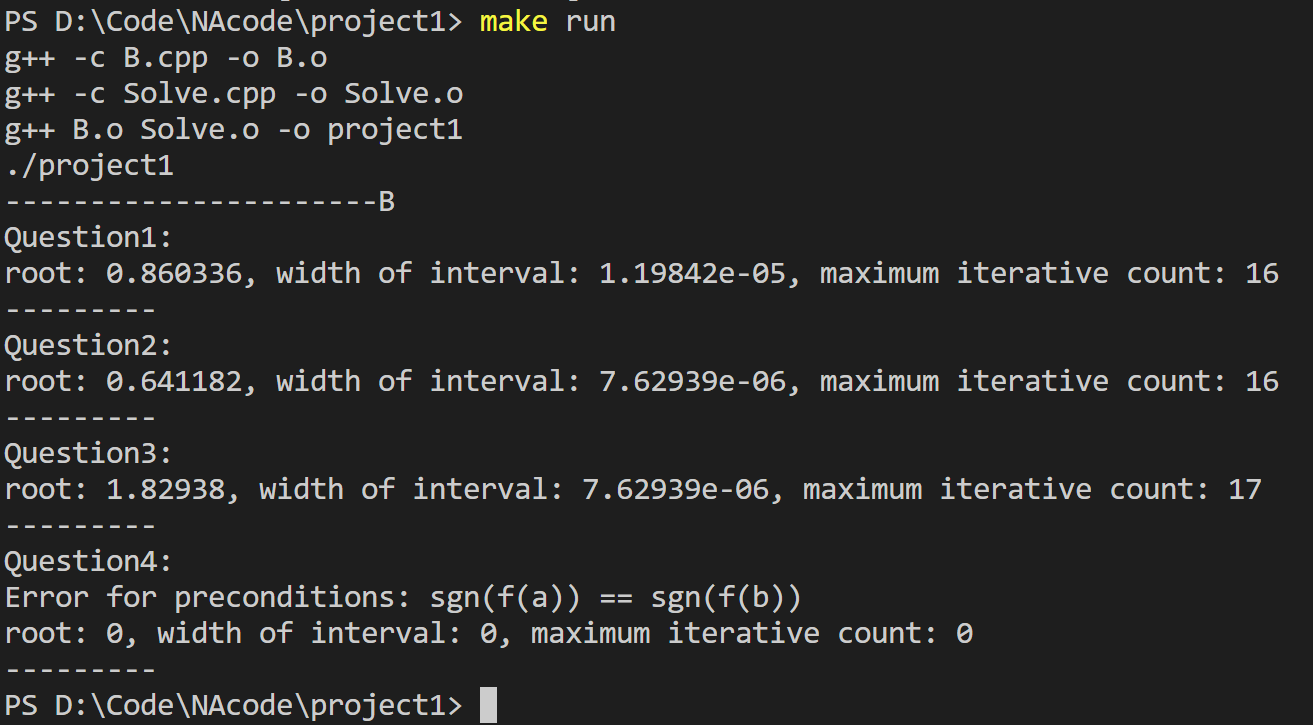 PS D:\Code\NAcode\project1> make run
g++ -c B.cpp -o B.o
g++ -c Solve.cpp -o Solve.o
g++ B.o Solve.o -o project1
./project1
----------------------B
Question1:
root: 0.860336, width of interval: 1.19842e-05, maximum iterative count: 16
---------
Question2:
root: 0.641182, width of interval: 7.62939e-06, maximum iterative count: 16
---------
Question3:
root: 1.82938, width of interval: 7.62939e-06, maximum iterative count: 17
---------
Question4:
Error for preconditions: sgn(f(a)) == sgn(f(b))
root: 0, width of interval: 0, maximum iterative count: 0
---------
PS D:\Code\NAcode\project1>